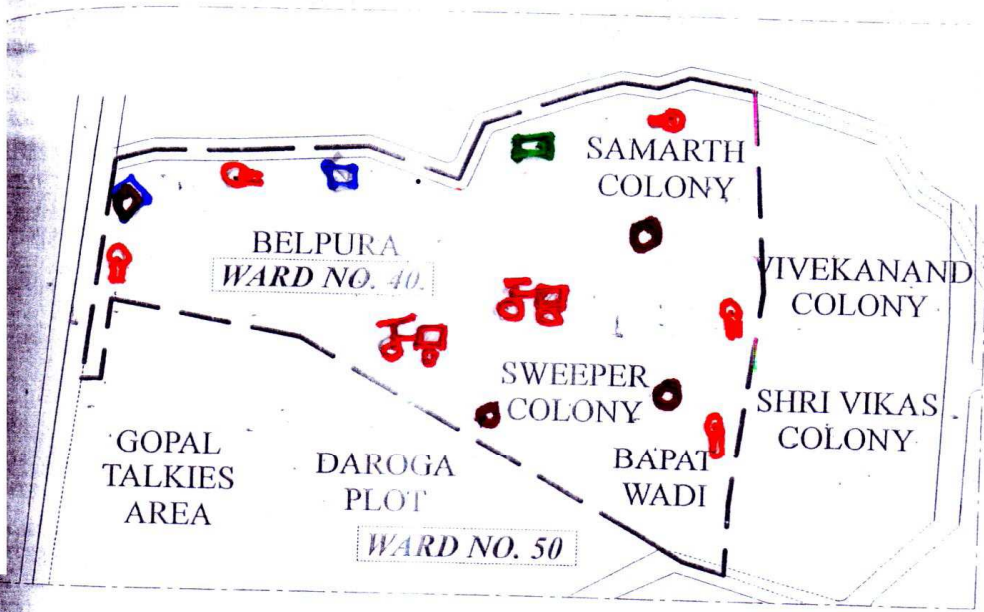 SAMARTH
COLONY
BELPURA
WARD NO. 40.
VIVEKANAND
COLONY
SWEEPER
COLONY
SHRI VIKAS
COLONY
GOPAL
TALKIES
AREA
DAROGA
PLOT
BAPAT
WADI
WARD NO. 50